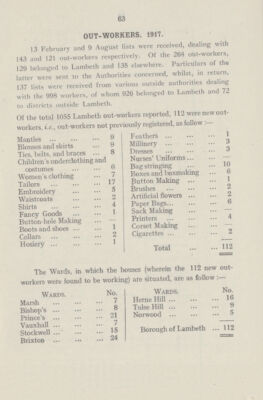 63
OUT-WORKERS, 1917.
13 February and 9 August lists were received, dealing with
143 and 121 out-workers respectively. Of the 264 out-workers,
129 belonged to Lambeth and 135 elsewhere. Particulars of the
latter were sent to the Authorities concerned, whilst, in return,
137 lists were received from various outside authorities dealing
with the 998 workers, of whom 926 belonged to Lambeth and 72
to districts outside Lambeth.
Of the total 1055 Lambeth out-workers reported, 112 were new out-
workers, i.e., out-workers not previously registered, as follow :—
Mantles ... ... ... 9
Blouses and skirts ... 9
Ties, belts, and braces ... 8
Children's underclothing and
costumes ... ... 6
Women's clothing ... 7
Tailors ... ... ... 17
Embroidery ... ... 5
Waistcoats ... ... 2
Shirts ... ... ... 4
Fancy Goods ... ... 1
Button-hole Making ...
Boots and shoes ... ... 1
Collars ... ... ... 2
Hosiery ... ... ... 1
Feathers ... ... ... 1
Millinery ... ... ... 3
Dresses ... ... ... 3
Nurses' Uniforms ... ...
Bag stringing ... ... 10
Boxes and boxmaking ... 6
Button Making ... ... 1
Brushes ... ... ... 2
Artificial flowers ... ... 2
Paper Bags ... ... ... 6
Sack Making ... ...
Printers ... ... ... 4
Corset Making ... ...
Cigarettes ... ... ... 2
Total ... ... 112
The Wards, in which the houses (wherein the 112 new out-
workers were found to be working) are situated, are as follow :—
WARDS. No.
Marsh ... ... ... 7
Bishop's ... ... ... 8
Prince's ... ... ... 21
Vauxhall ... ... ... 7
Stockwell ... ... ... 15
Brixton ... ... ... 24
WARDS. No.
Herne Hill ... ... ... 16
Tulse Hill ... ... ... 9
Norwood ... ... ... 5
Borough of Lambeth ... 112